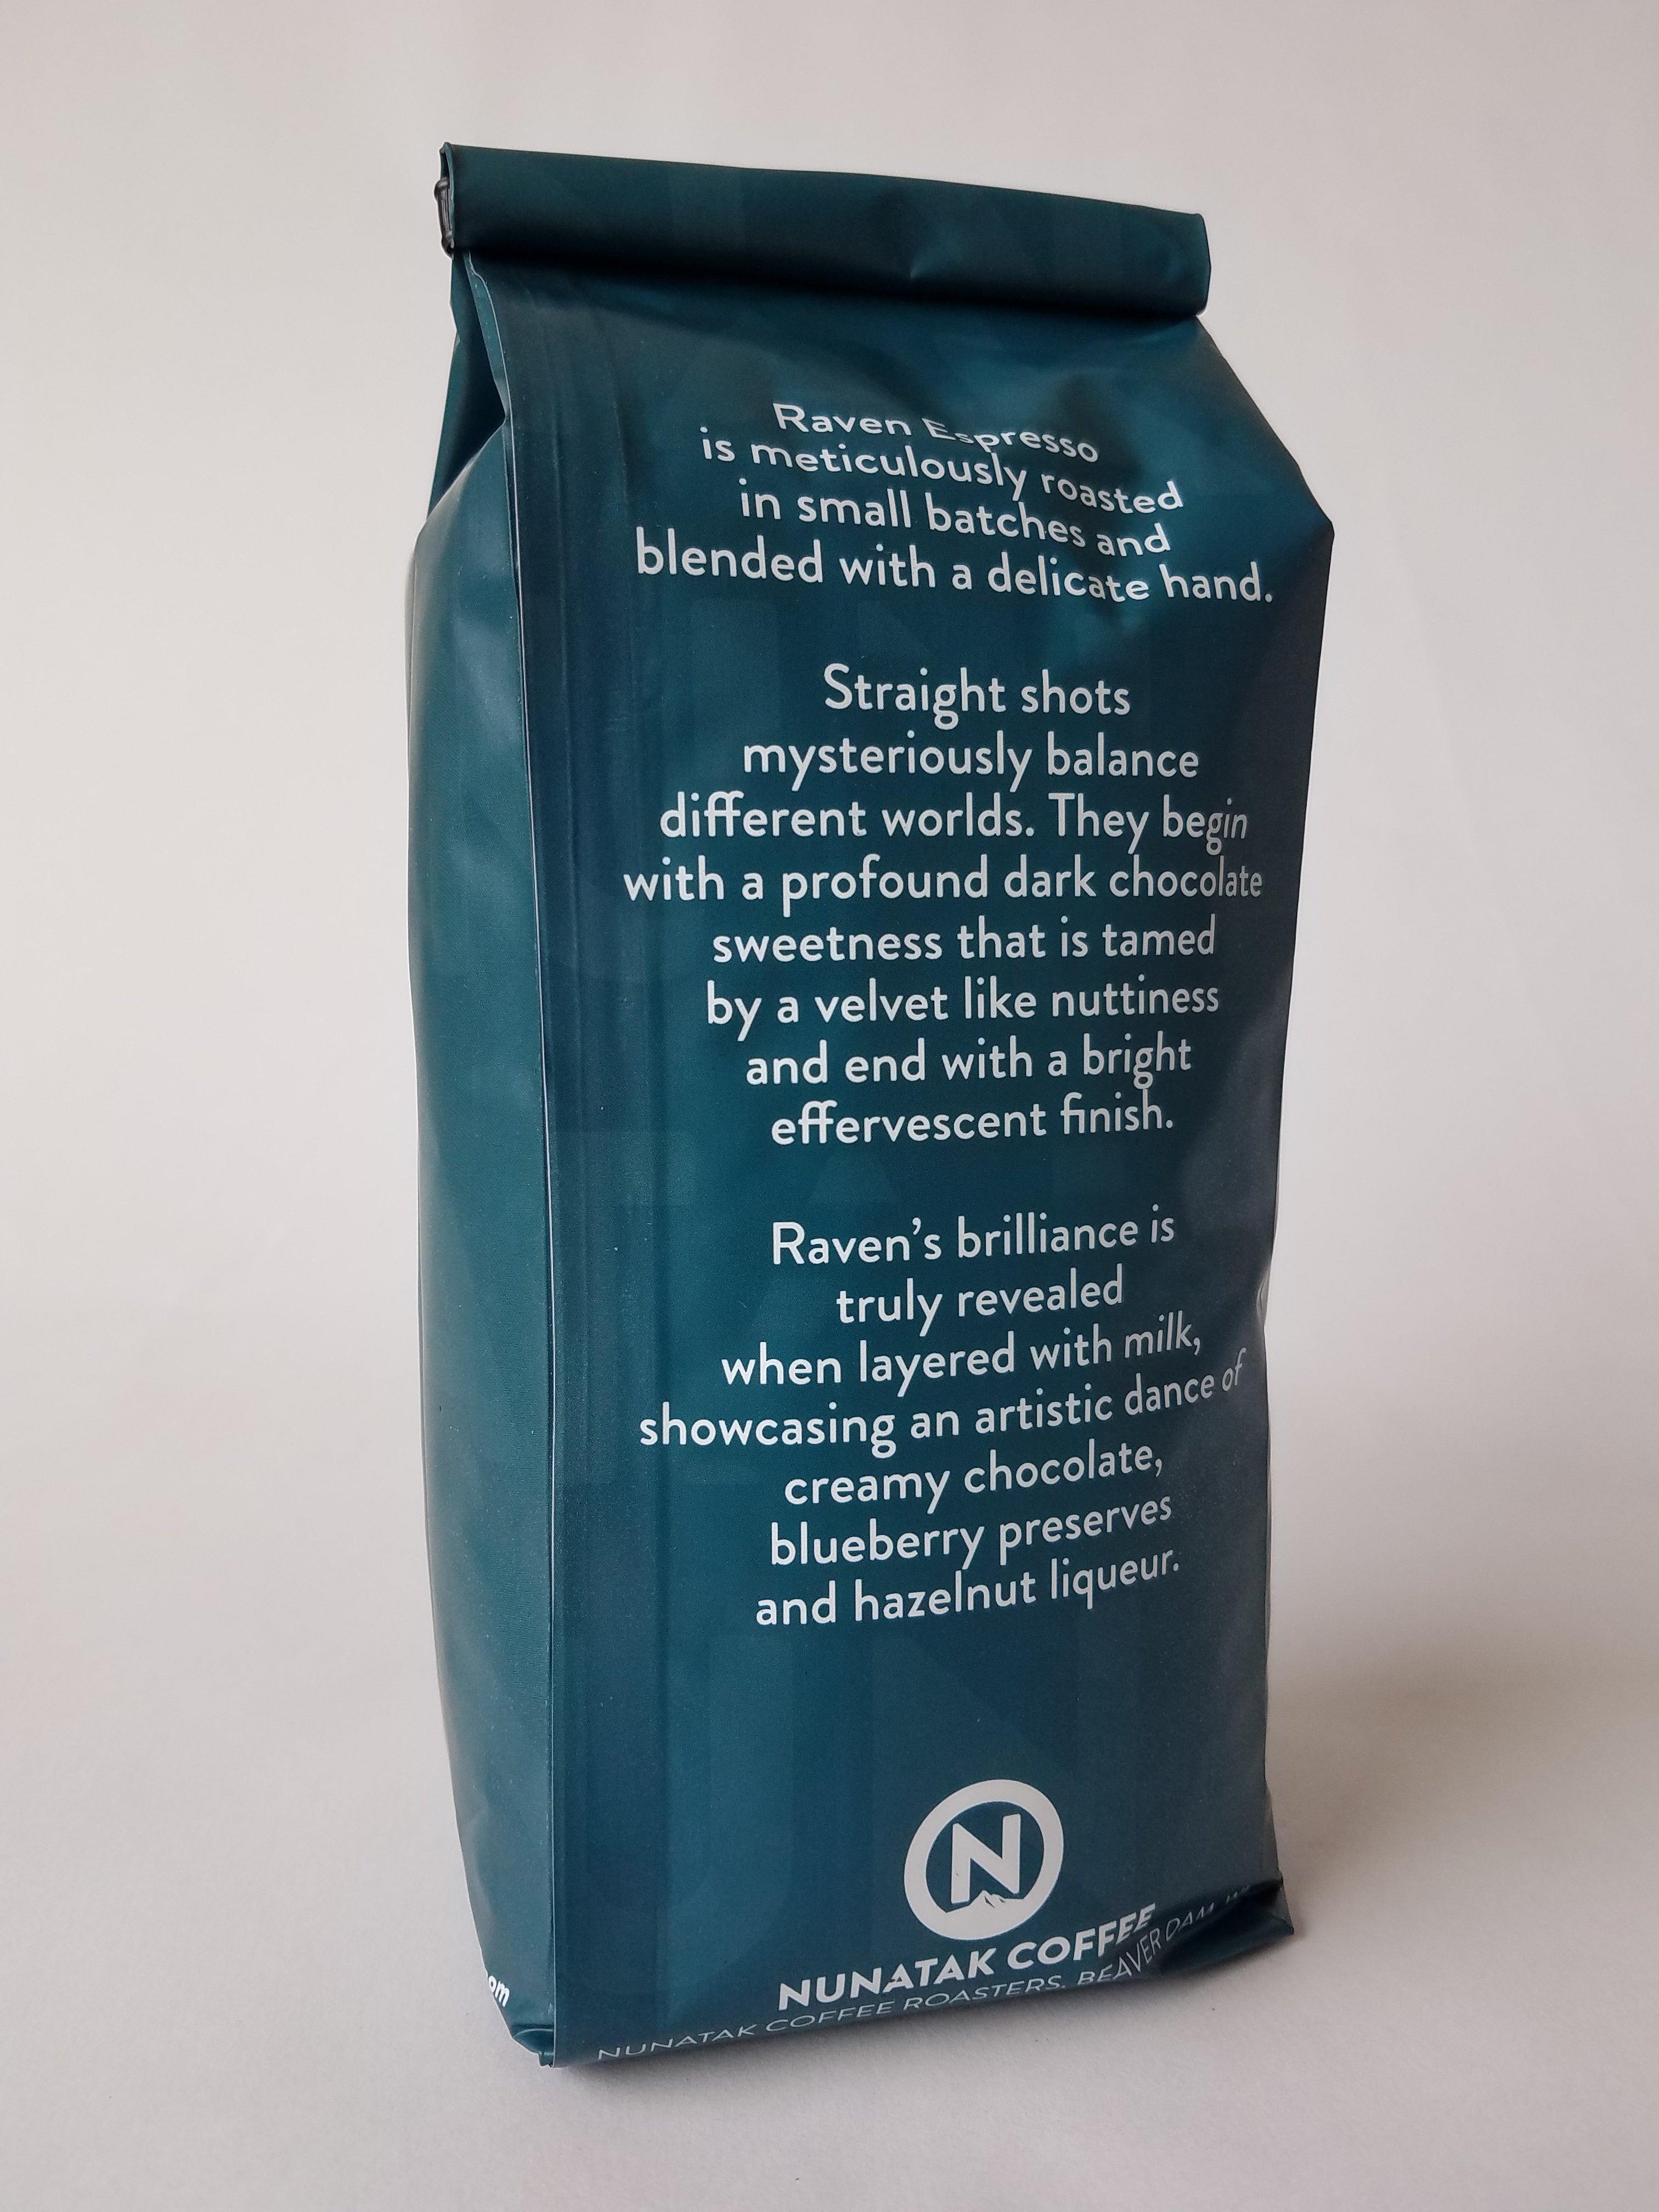 Raven Espresso
is meticulously roasted
in small batches and
blended with a delicate hand.
Straight shots
mysteriously balance
different worlds. They begin
with a profound dark chocolate
sweetness that is tamed
by a velvet like nuttiness
and end with a bright
effervescent finish.
Raven's brilliance is
truly revealed
when layered with milk,
showcasing an artistic dance of
creamy chocolate,
blueberry preserves
and hazelnut liqueur.
N
NUNATAK COFFEE
NUNATAK COFFEE ROASTERS, BEAVER DAM,
om